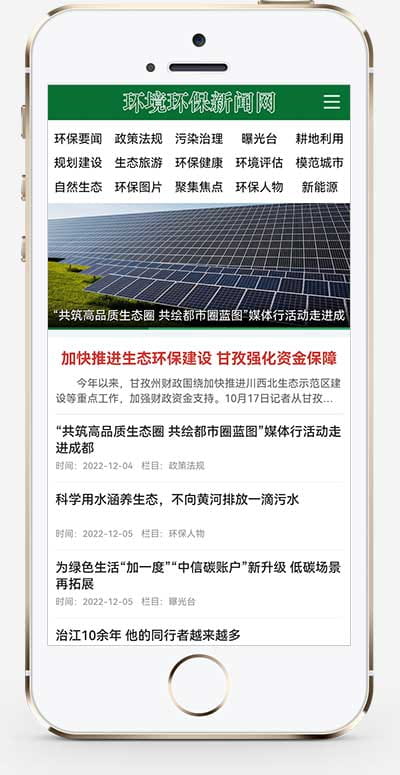 环境环保新闻网
环保要闻 政策法规 污染治理 曝光台 耕地利用
规划建设 生态旅游 环保健康 环境评估 模范城市
自然生态 环保图片 聚集焦点 环保人物 新能源
“共筑高品质生态圈 共绘都市圈蓝图”媒体行活动走进成
加快推进生态环保建设 甘孜强化资金保障
今年以来，甘孜州财政围绕加快推进川西北生态示范区建
设等重点工作，加强财政资金支持。10月17日记者从甘孜...
“共筑高品质生态圈 共绘都市圈蓝图”媒体行活动走
进成都
时间：2022-12-04 栏目：政策法规
科学用水涵养生态，不向黄河排放一滴污水
时间：2022-12-05 栏目：环保人物
为绿色生活“加一度”“中信碳账户”新升级 低碳场景
再拓展
时间：2022-12-05 栏目：曝光台
治江10余年 他的同行者越来越多